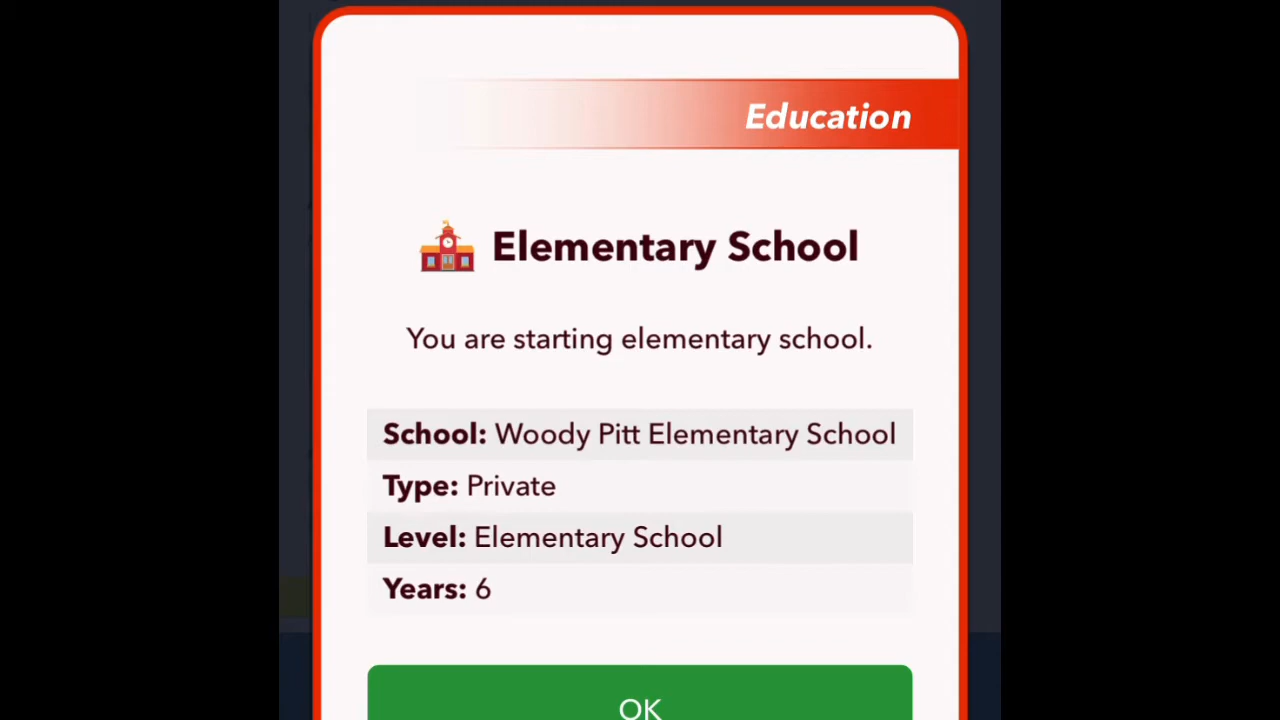 Education
Elementary School
You are starting elementary school.
School: Woody Pitt Elementary School
Type: Private
Level: Elementary School
Years: 6
OK